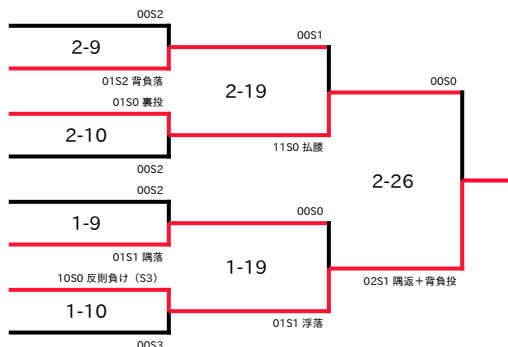 00S2
2-9
01S2 背負落
01S0 裏投
2-10
00S2
00S1
2-19
11S0 払腰
00S0
2-26
02S1 隅返+背負投
00S2
1-9
01S1 隅落
10S0 反則負け（S3）
1-10
00S3
00S0
1-19
01S1 浮落